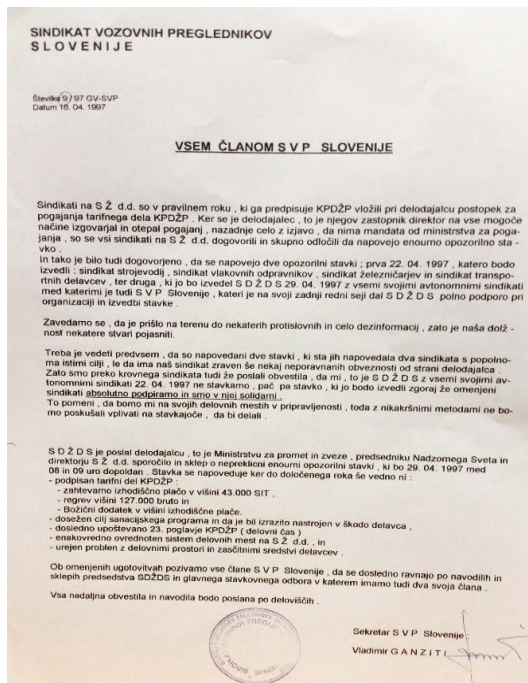 SINDIKAT VOZOVNIH PREGLEDNIKOV
S L O V E N I J E
Številka 9/97 GV-SVP
Datum 16. 04. 1997
VSEM ČLANOM S V P SLOVENIJE
Sindikati na S Ž d.d. so v pravilnem roku , ki ga predpisuje KPDŽP vložili pri delodajalcu postopek za
pogajanja tarifnega dela KPDŽP . Ker se je delodajalec , to je njegov zastopnik direktor na vse mogoče
načine izgovarjal in otepal pogajanj , nazadnje celo z izjavo , da nima mandata od ministrstva za poga-
janja , so se vsi sindikati na S Ž d.d. dogovorili in skupno odločili da napovejo enourno opozorilno sta -
vko .
In tako je bilo tudi dogovorjeno , da se napovejo dve opozorilni stavki ; prva 22.04. 1997 , katero bodo
izvedli : sindikat strojevodij , sindikat vlakovnih odpravnikov , sindikat železničarjev in sindikat transpo-
rtnih delavcev , ter druga , ki jo bo izvedel S D Ž D S 29. 04. 1997 z vsemi svojimi avtonomnimi sindikati
med katerimi je tudi S V P Slovenije , kateri je na svoji zadnji redni seji dal S D Ž D S polno podporo pri
organizaciji in izvedbi stavke .
Zavedamo se , da je prišlo na terenu do nekaterih protislovnih in celo dezinformacij , zato je naša dolž -
nost nekatere stvari pojasniti.
Treba je vedeti predvsem , da so napovedani dve stavki , ki sta jih napovedala dva sindikata s popolno-
ma istimi cilji , le da ima naš sindikat zraven še nekaj neporavnanih obveznosti od strani delodajalca .
Zato smo preko krovnega sindikata tudi že poslali obvestila , da mi , to je S D Ž D S z vsemi svojimi av-
tonomnimi sindikati 22. 04. 1997 ne stavkamo , pač pa stavko , ki jo bodo izvedli zgoraj že omenjeni
sindikati absolutno podpiramo in smo v njej solidarni .
To pomeni , da bomo mi na svojih delovnih mestih v pripravljenosti , toda z nikakršnimi metodami ne bo-
mo poskušali vplivati na stavkajoče , da bi delali .
S D Ž D S je poslal delodajalcu , to je Ministrstvu za promet in zveze , predsedniku Nadzornega Sveta in
direktorju S Ž d.d. sporočilo in sklep o nepreklicni enourni opozorilni stavki , ki bo 29. 04. 1997 med
08 in 09 uro dopoldan . Stavka se napoveduje ker do določenega roka še vedno ni :
- podpisan tarifni del KPDŽP :
- zahtevamo izhodiščno plačo v višini 43.000 SIT ,
- regrev višini 127.000 bruto in
- Božični dodatek v višini izhodiščne plače.
- dosežen cilj sanacijskega programa in da je bil izrazito nastrojen v škodo delavca ,
- dosledno upoštevano 23. poglavje KPDŽP ( delovni čas )
- enakovredno ovrednoten sistem delovnih mest na S Ž d.d. , in
- urejen problem z delovnimi prostori in zaščitnimi sredstvi delavcev .
Ob omenjenih ugotovitvah pozivamo vse člane S V P Slovenije , da se dosledno ravnajo po navodilih in
sklepih predsedstva SDŽDS in glavnega stavkovnega odbora v katerem imamo tudi dva svoja člana .
Vsa nadaljna obvestila in navodila bodo poslana po deloviščih .
Sekretar S V P Slovenije :
Vladimir G A N Z I T I